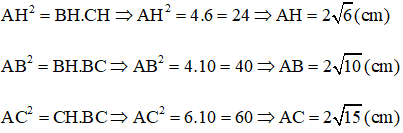 AH² = BH.CH ⇒ AH² = 4.6 = 24 ⇒ AH = 2√6(cm)
AB² = BH.BC ⇒ AB² = 4.10 = 40 ⇒ AB = 2√10(cm)
AC² = CH.BC ⇒ AC² = 6.10 = 60 ⇒ AC = 2√15(cm)